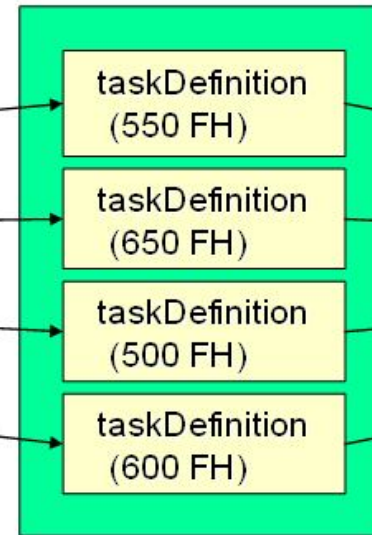 taskDefinition
(550 FH)
taskDefinition
(650 FH)
taskDefinition
(500 FH)
taskDefinition
(600 FH)